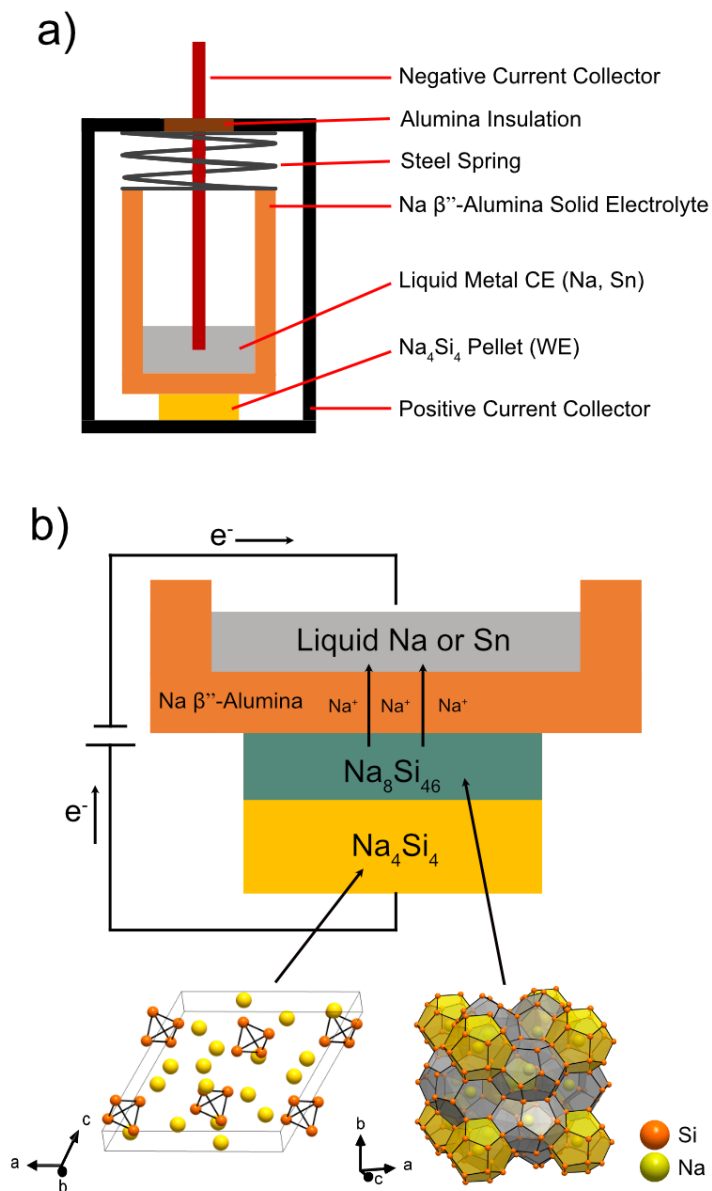 a)
Negative Current Collector
Alumina Insulation
Steel Spring
Na β”-Alumina Solid Electrolyte
Liquid Metal CE (Na, Sn)
Na₄Si₄ Pellet (WE)
Positive Current Collector
b)
e⁻
Liquid Na or Sn
Na β”-Alumina
Na⁺ Na⁺ Na⁺
Na₈Si₄₆
e⁻
Na₄Si₄
c
a
b
b
a
c
Si
Na